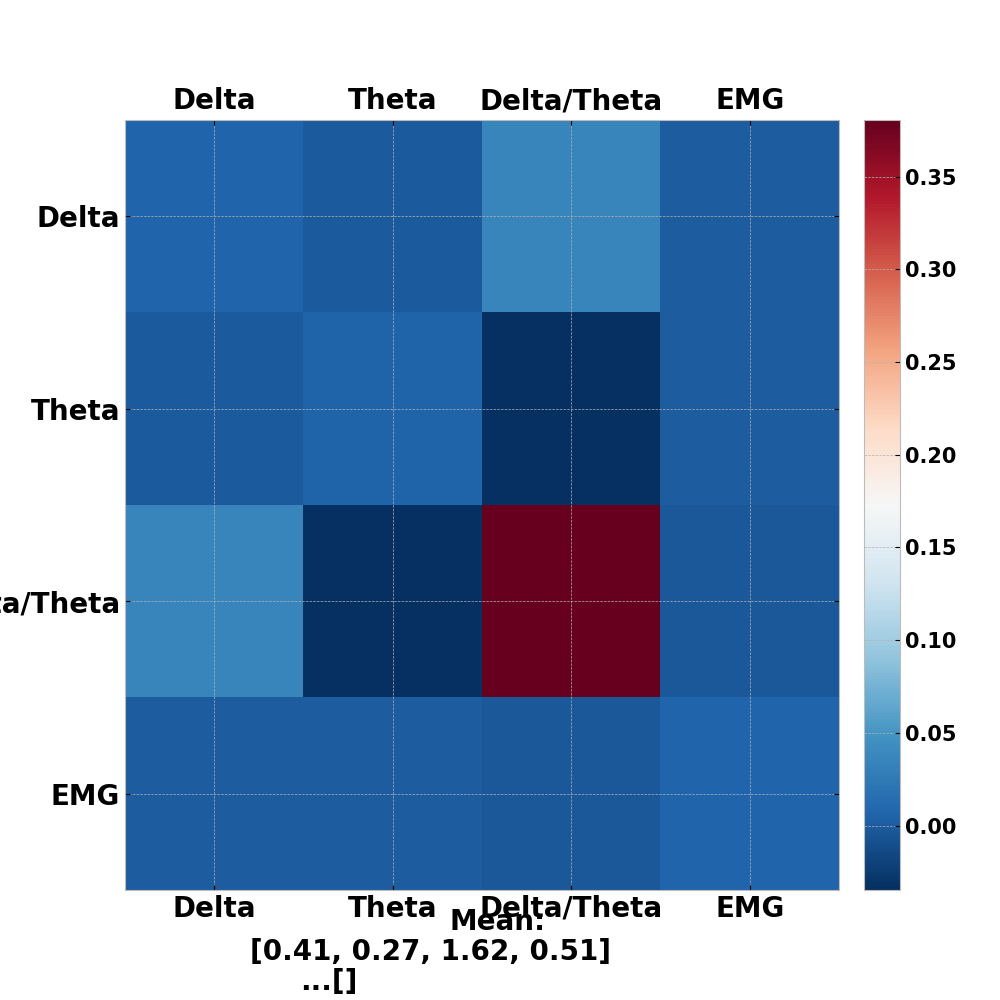 Delta Theta Delta/Theta EMG
0.35
Delta
0.30
0.25
Theta
0.20
0.15
ta/Theta
0.10
0.05
EMG
0.00
Delta Theta Delta/Theta EMG
Mean:
[0.41, 0.27, 1.62, 0.51]
...[]